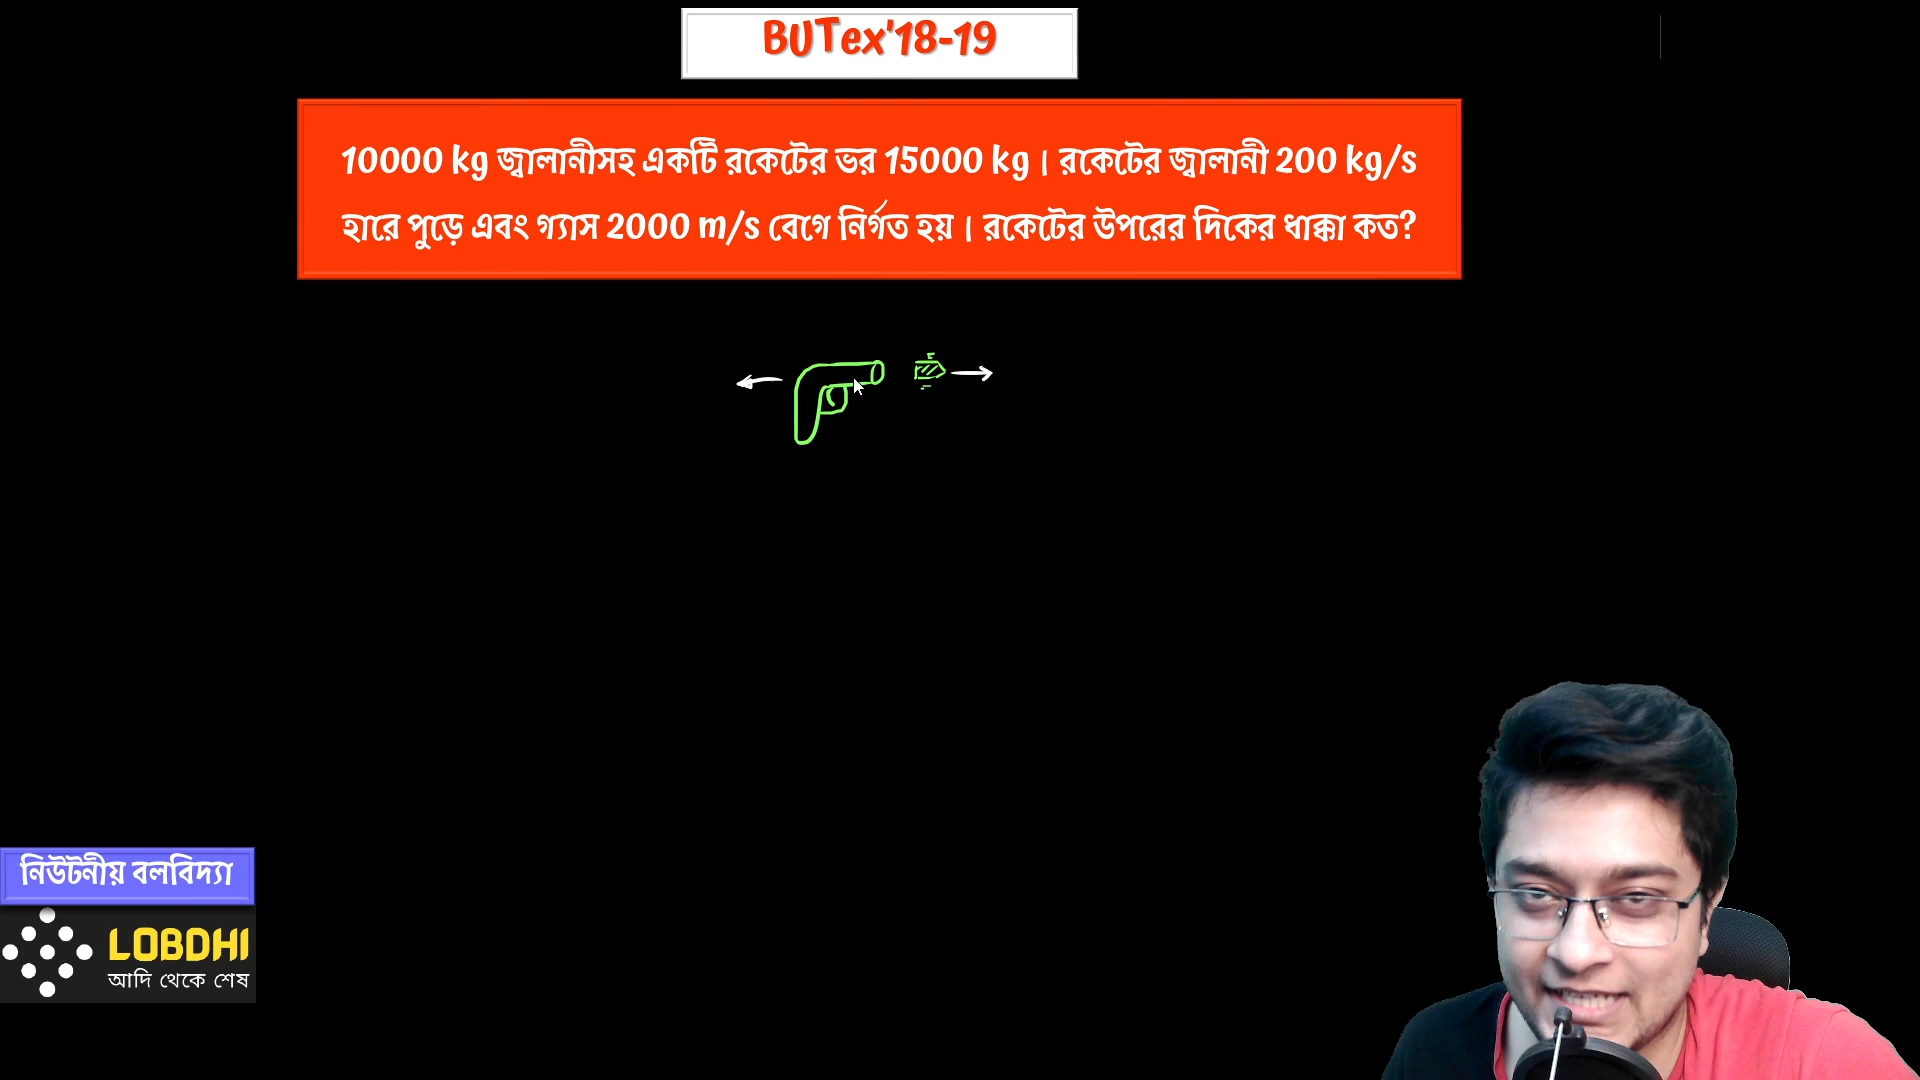 BUTex'18-19
10000 kg জ্বালানীসহ একটি রকেটের ভর 15000 kg। রকেটের জ্বালানী 200 kg/s
হারে পুড়ে এবং গ্যাস 2000 m/s বেগে নির্গত হয়। রকেটের উপরের দিকের ধাক্কা কত?
নিউটনীয় বলবিদ্যা
LOBDHI
আদি থেকে শেষ